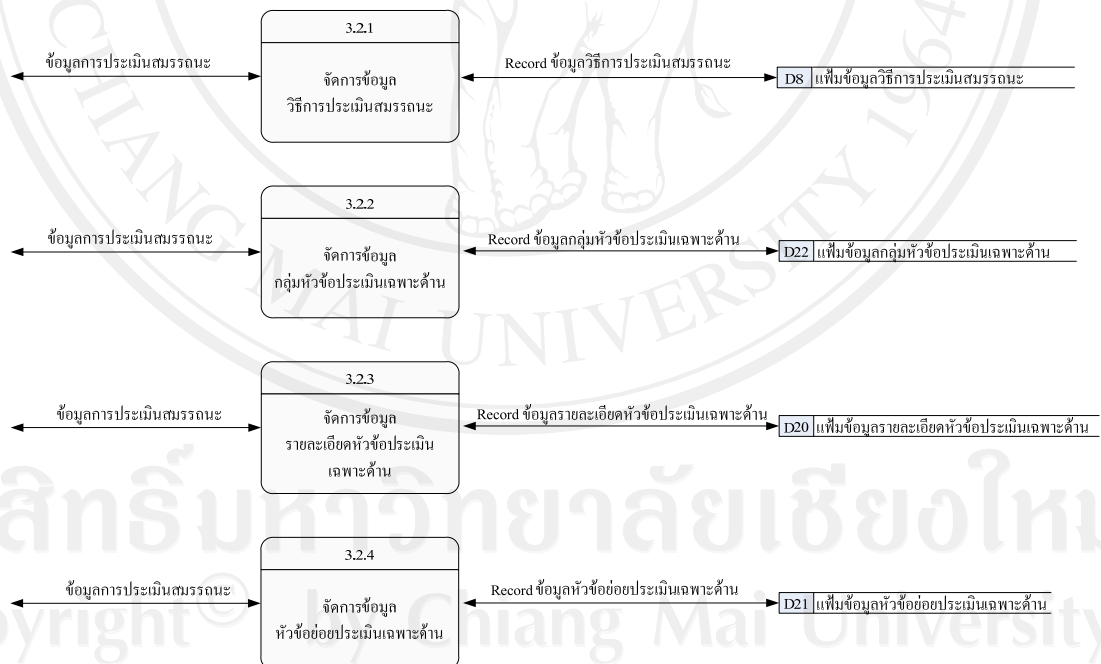 3.2.1
ข้อมูลการประเมินสมรรถนะ
จัดการข้อมูล
วิธีการประเมินสมรรถนะ
Record ข้อมูลวิธีการประเมินสมรรถนะ
D8 แฟ้มข้อมูลวิธีการประเมินสมรรถนะ
3.2.2
ข้อมูลการประเมินสมรรถนะ
จัดการข้อมูล
กลุ่มหัวข้อประเมินเฉพาะด้าน
Record ข้อมูลกลุ่มหัวข้อประเมินเฉพาะด้าน
D22 แฟ้มข้อมูลกลุ่มหัวข้อประเมินเฉพาะด้าน
3.2.3
ข้อมูลการประเมินสมรรถนะ
จัดการข้อมูล
รายละเอียดหัวข้อประเมิน
เฉพาะด้าน
Record ข้อมูลรายละเอียดหัวข้อประเมินเฉพาะด้าน
D20 แฟ้มข้อมูลรายละเอียดหัวข้อประเมินเฉพาะด้าน
3.2.4
ข้อมูลการประเมินสมรรถนะ
จัดการข้อมูล
หัวข้อย่อยประเมินเฉพาะด้าน
Record ข้อมูลหัวข้อย่อยประเมินเฉพาะด้าน
D21 แฟ้มข้อมูลหัวข้อย่อยประเมินเฉพาะด้าน
CHIANG MAI UNIVERSITY 1964
สิทธิ์มหาวิทยาลัยเชียงใหม
yright© by Chiang Mai University